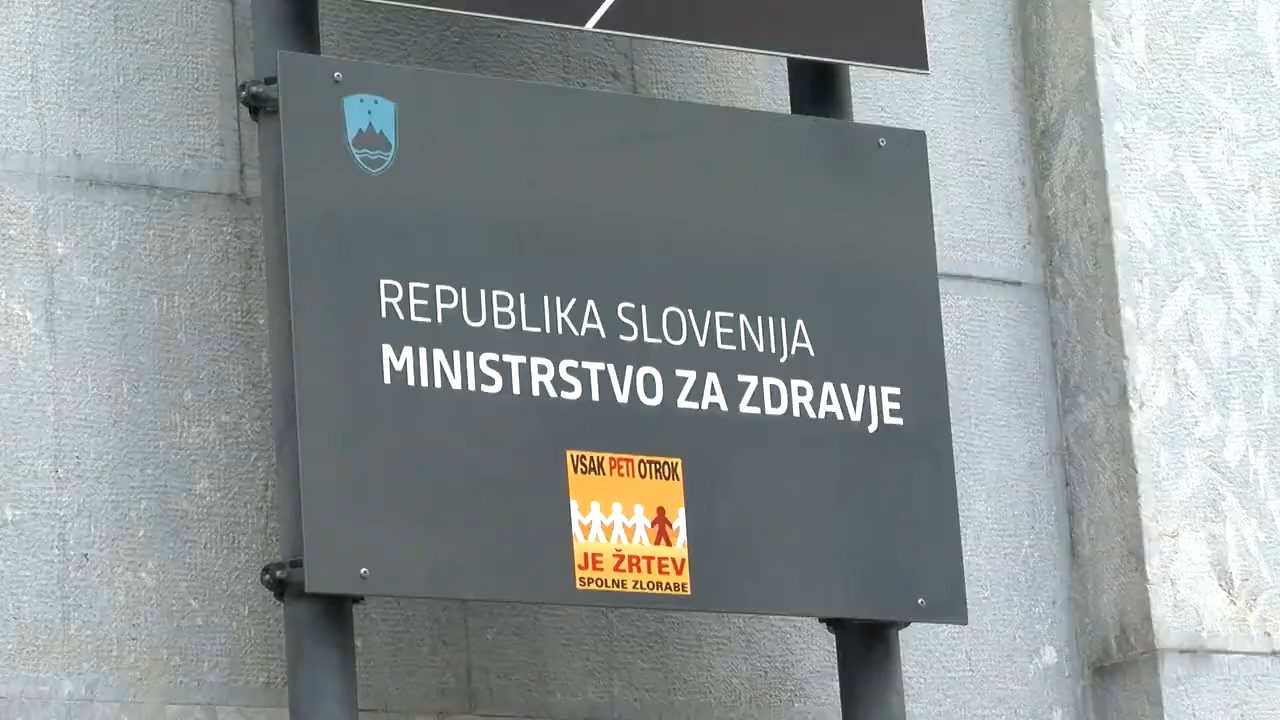 REPUBLIKA SLOVENIJA
MINISTRSTVO ZA ZDRAVJE
VSAK PETI OTROK
JE ŽRTEV
SPOLNE ZLORABE